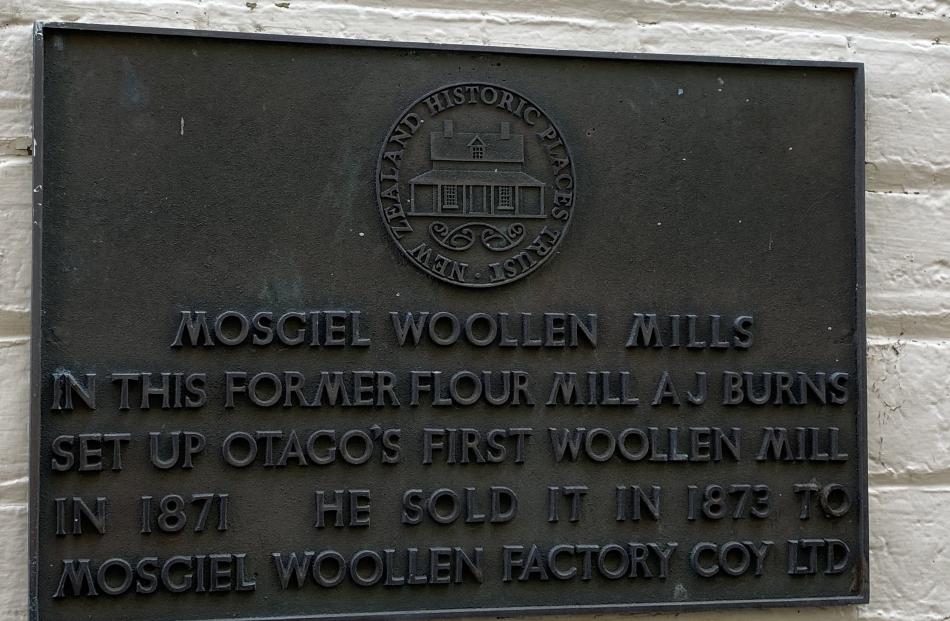 NEW ZEALAND HISTORIC PLACES TRUST ·
MOSGIEL WOOLLEN MILLS
IN THIS FORMER FLOUR MILL A J BURNS
SET UP OTAGO'S FIRST WOOLLEN MILL
IN 1871 HE SOLD IT IN 1873 TO
MOSGIEL WOOLLEN FACTORY COY LTD